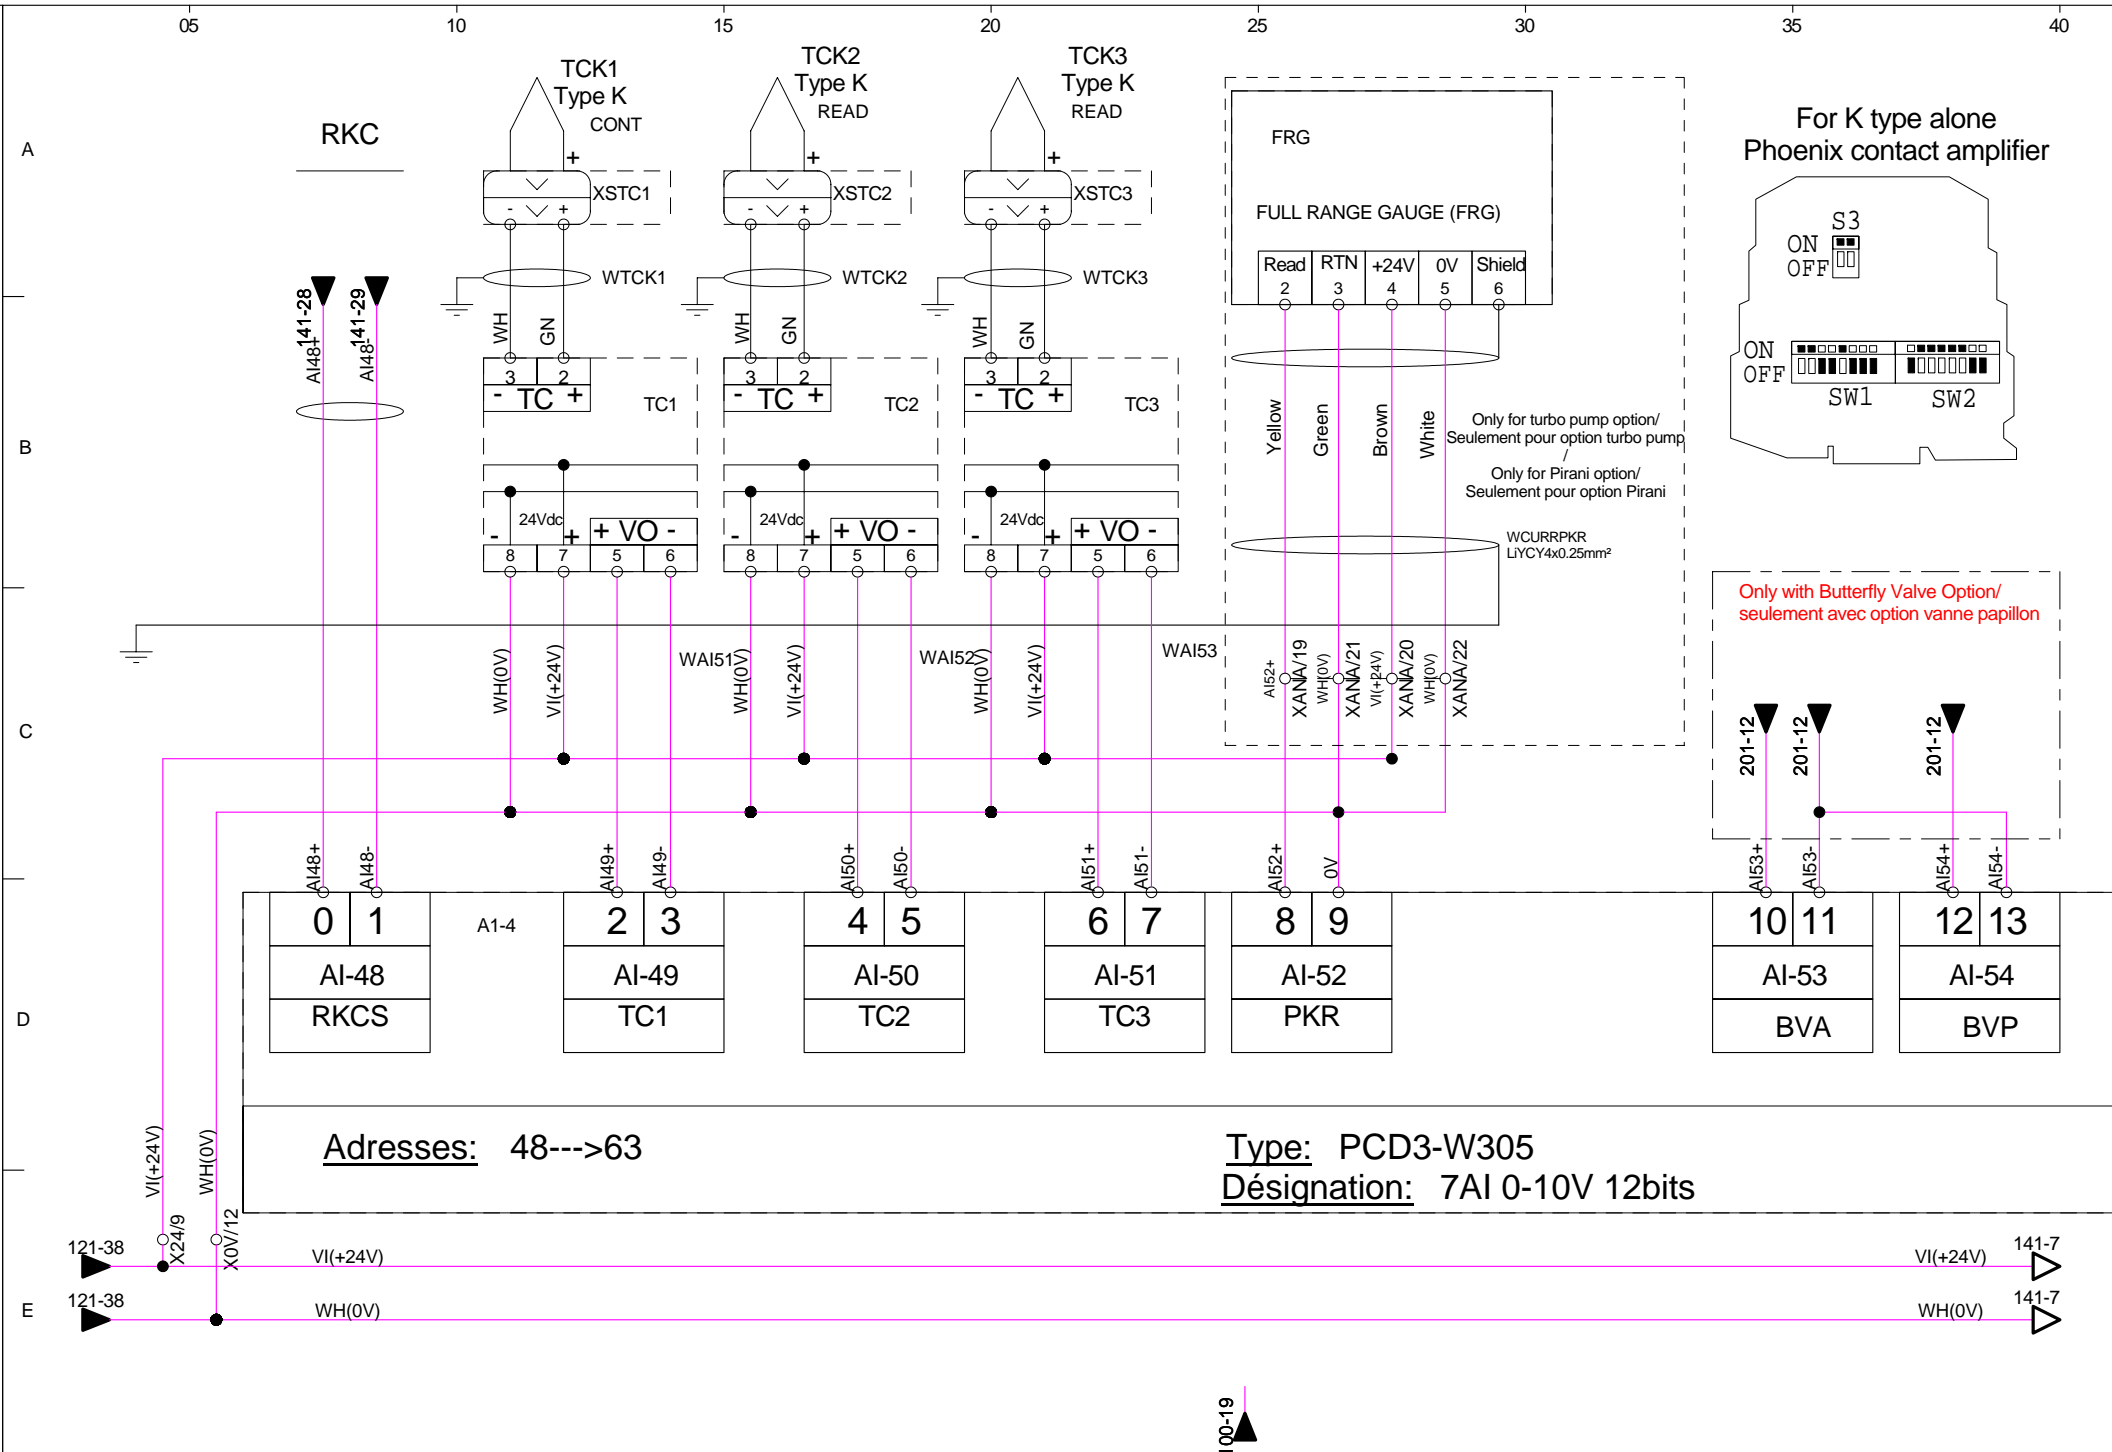 05 10 15 20 25 30 35 40
A
B
C
D
E
RKC
TCK1
Type K
CONT
TCK2
Type K
READ
TCK3
Type K
READ
+
+
+
XSTC1
XSTC2
XSTC3
- +
- +
- +
WTCK1
WTCK2
WTCK3
FRG
FULL RANGE GAUGE (FRG)
Read RTN +24V 0V Shield
2 3 4 5 6
For K type alone
Phoenix contact amplifier
S3
ON
OFF
ON
OFF
SW1 SW2
141-28
AI48+
141-29
AI48-
WH GN
WH GN
WH GN
3 2
- TC +
TC1
3 2
- TC +
TC2
3 2
- TC +
TC3
Yellow
Green
Brown
White
Only for turbo pump option/
Seulement pour option turbo pump
/
Only for Pirani option/
Seulement pour option Pirani
24Vdc
- + + VO -
8 7 5 6
24Vdc
- + + VO -
8 7 5 6
24Vdc
- + + VO -
8 7 5 6
WCURRPKR
LiYCY4x0.25mm²
Only with Butterfly Valve Option/
seulement avec option vanne papillon
WH(0V)
VI(+24V)
WAI51
WH(0V)
VI(+24V)
WAI52
WH(0V)
VI(+24V)
WAI53
AI52+
XANA/19
WH(0V)
XANA/21
VI(+24V)
XANA/20
WH(0V)
XANA/22
201-12
201-12
201-12
AI48+
AI48-
AI49+
AI49-
AI50+
AI50-
AI51+
AI51-
AI52+
0V
AI53+
AI53-
AI54+
AI54-
0 1
A1-4
2 3
4 5
6 7
8 9
10 11
12 13
AI-48
AI-49
AI-50
AI-51
AI-52
AI-53
AI-54
RKCS
TC1
TC2
TC3
PKR
BVA
BVP
Adresses: 48--->63
Type: PCD3-W305
Désignation: 7AI 0-10V 12bits
VI(+24V)
WH(0V)
X24/9
X0V/12
121-38
VI(+24V)
VI(+24V)
141-7
121-38
WH(0V)
WH(0V)
141-7
100-19